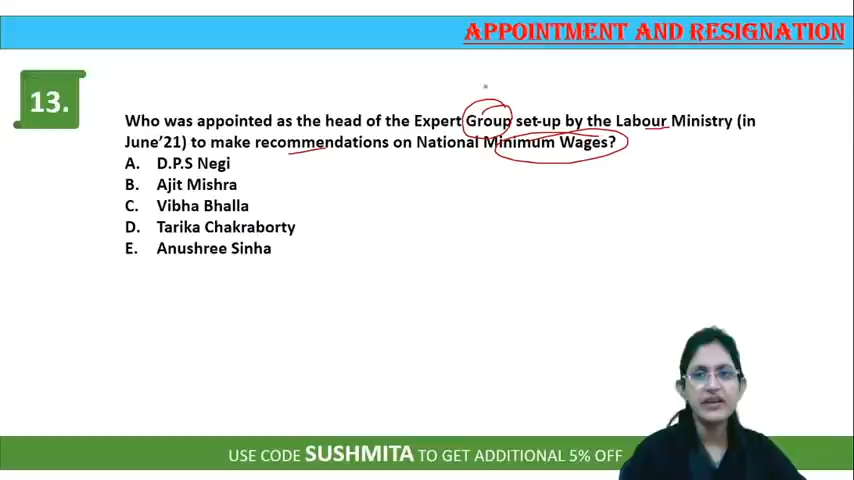 APPOINTMENT AND RESIGNATION
13.
Who was appointed as the head of the Expert Group set-up by the Labour Ministry (in
June'21) to make recommendations on National Minimum Wages?
A. D.P.S Negi
B. Ajit Mishra
C. Vibha Bhalla
D. Tarika Chakraborty
E. Anushree Sinha
USE CODE SUSHMITA TO GET ADDITIONAL 5% OFF